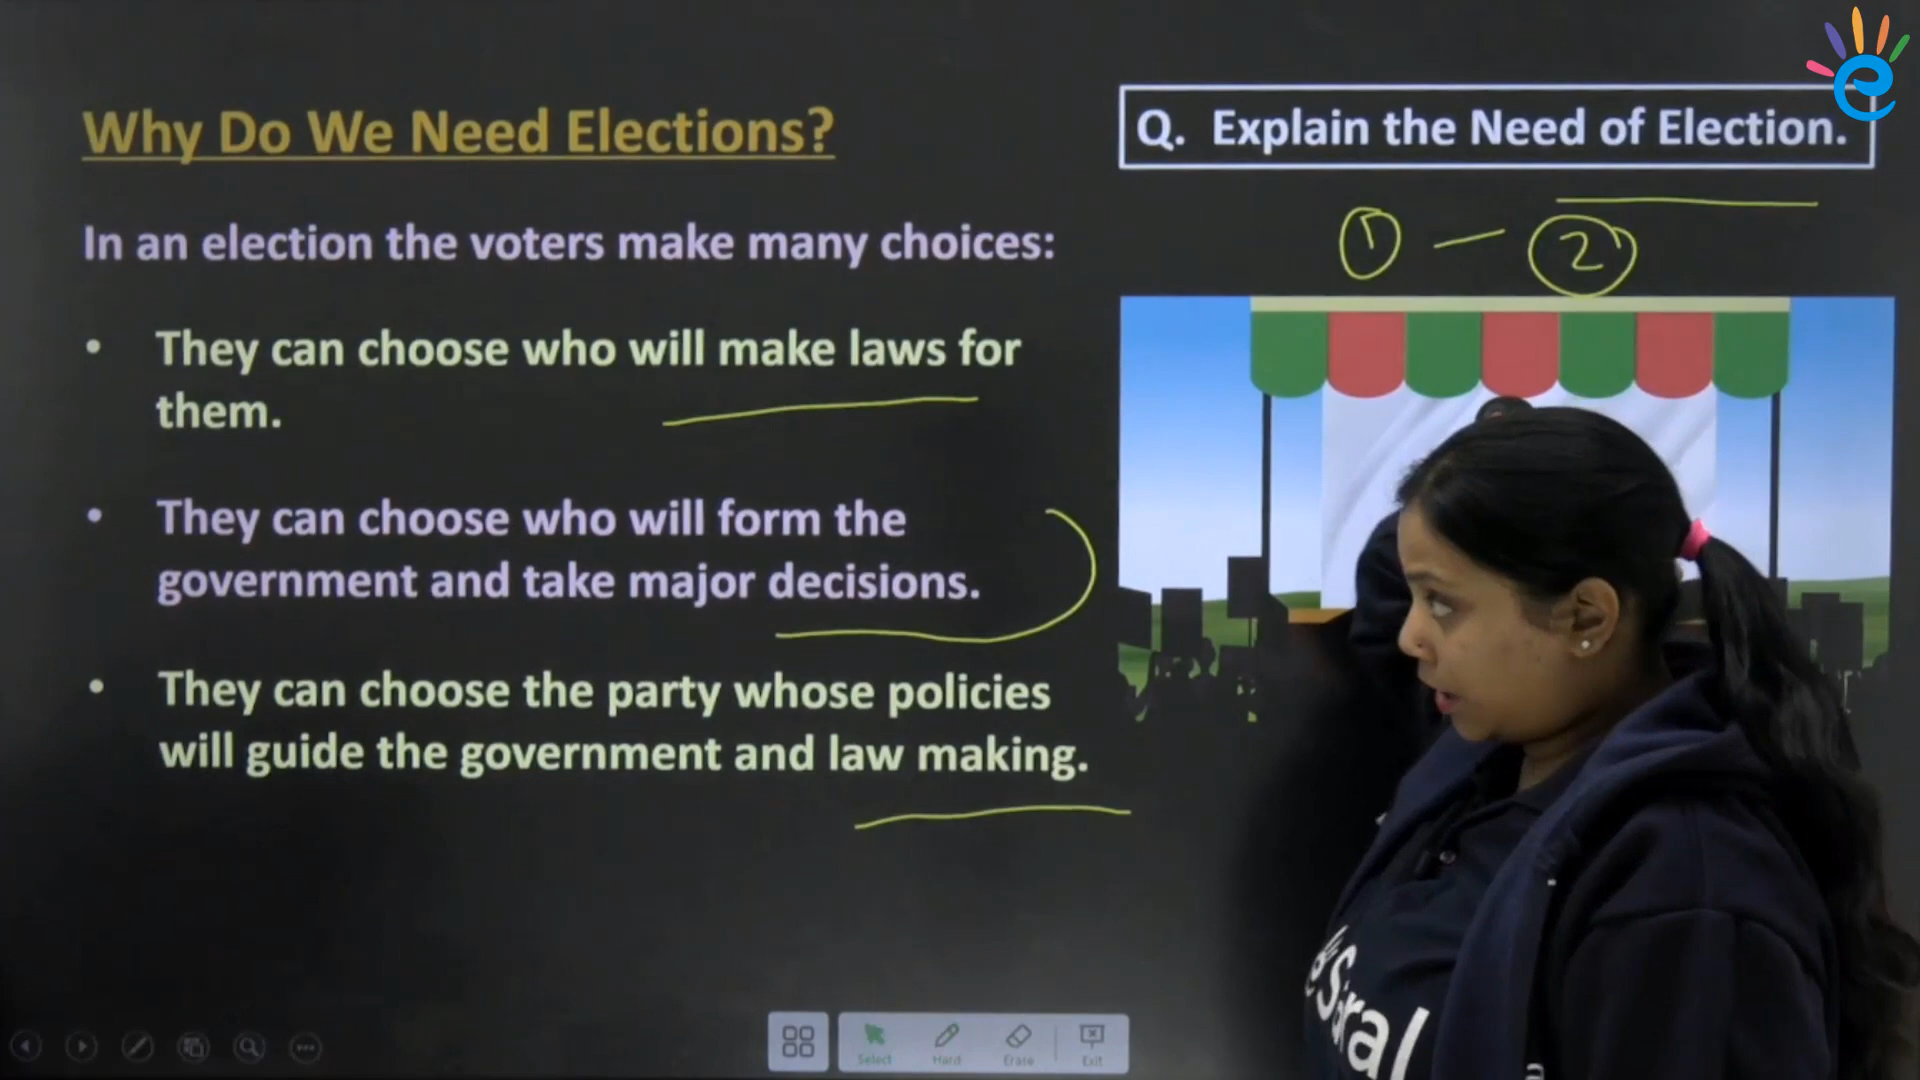 Why Do We Need Elections?
Q. Explain the Need of Election.
In an election the voters make many choices:
1 — 2
• They can choose who will make laws for
them.
• They can choose who will form the
government and take major decisions.
• They can choose the party whose policies
will guide the government and law making.
Saral
Select
Hard
Erase
Exit